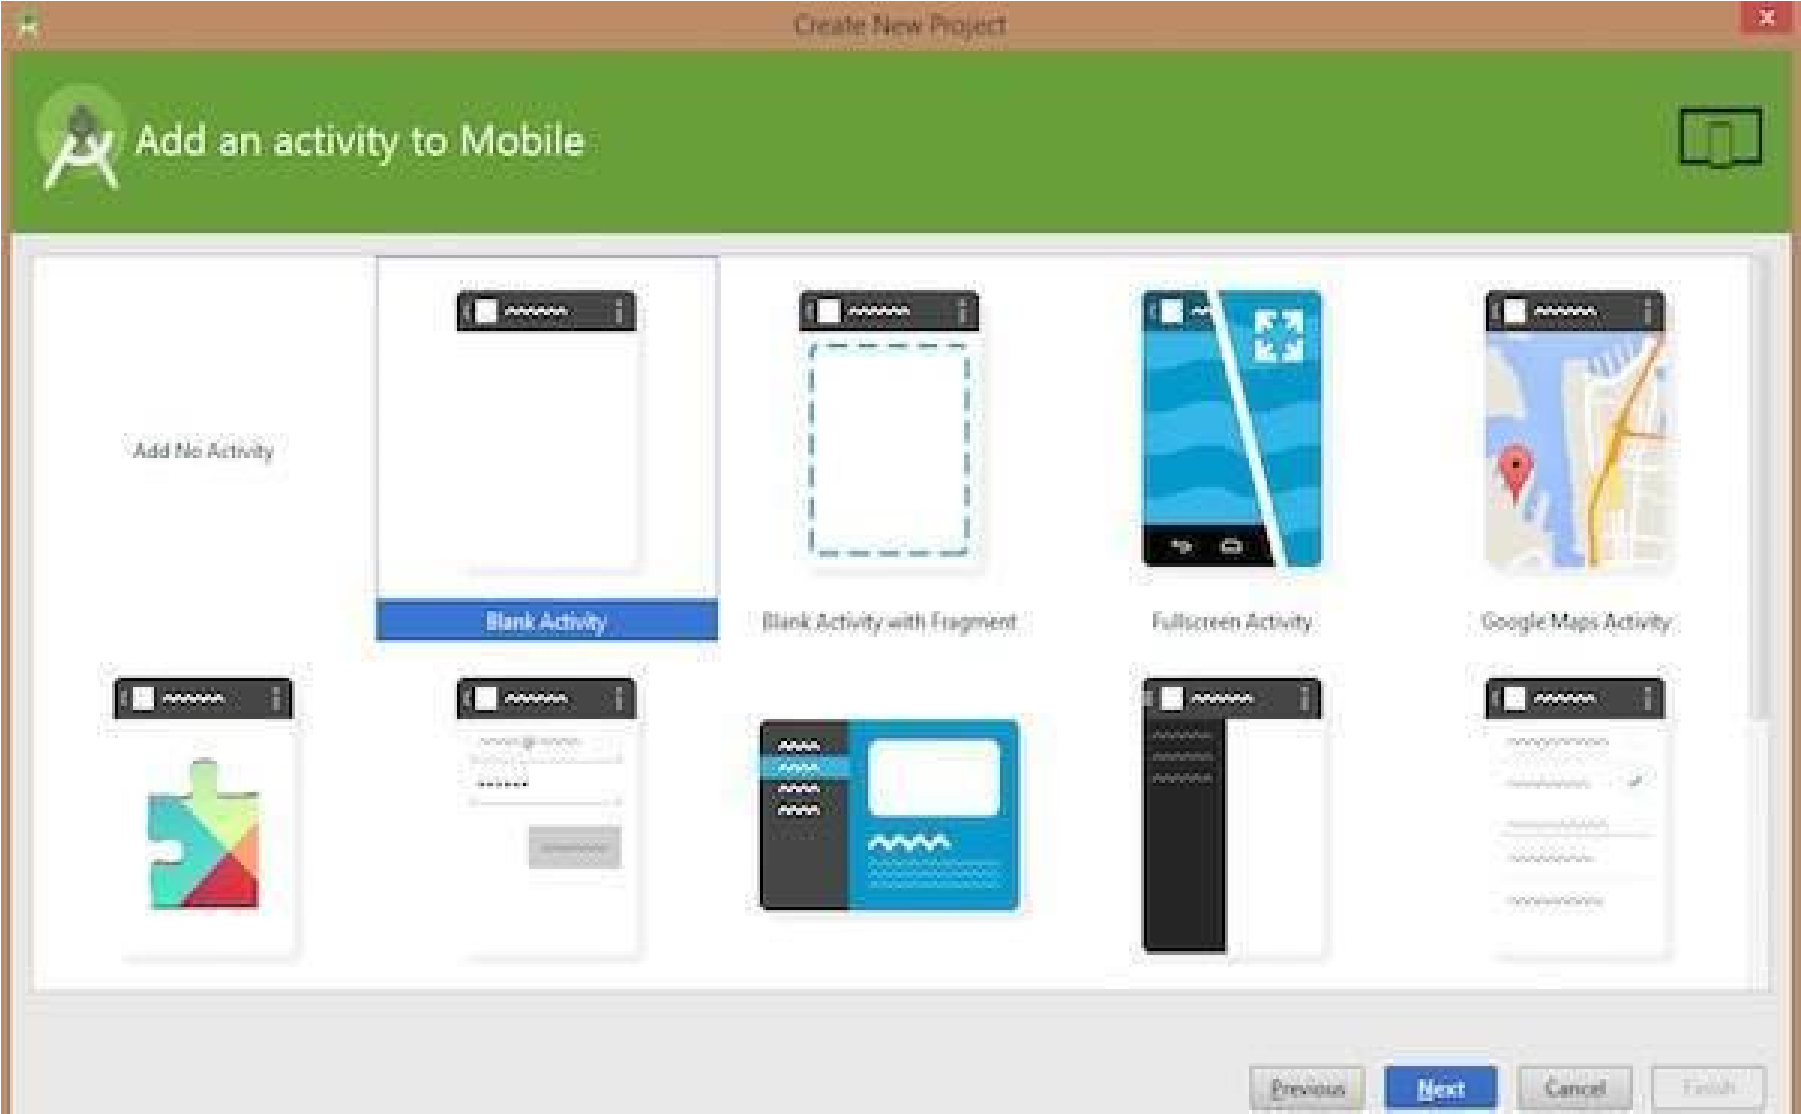 Create New Project
x
Add an activity to Mobile
Add No Activity
Blank Activity
Blank Activity with Fragment
Fullscreen Activity
Google Maps Activity
Previous
Next
Cancel
Finish